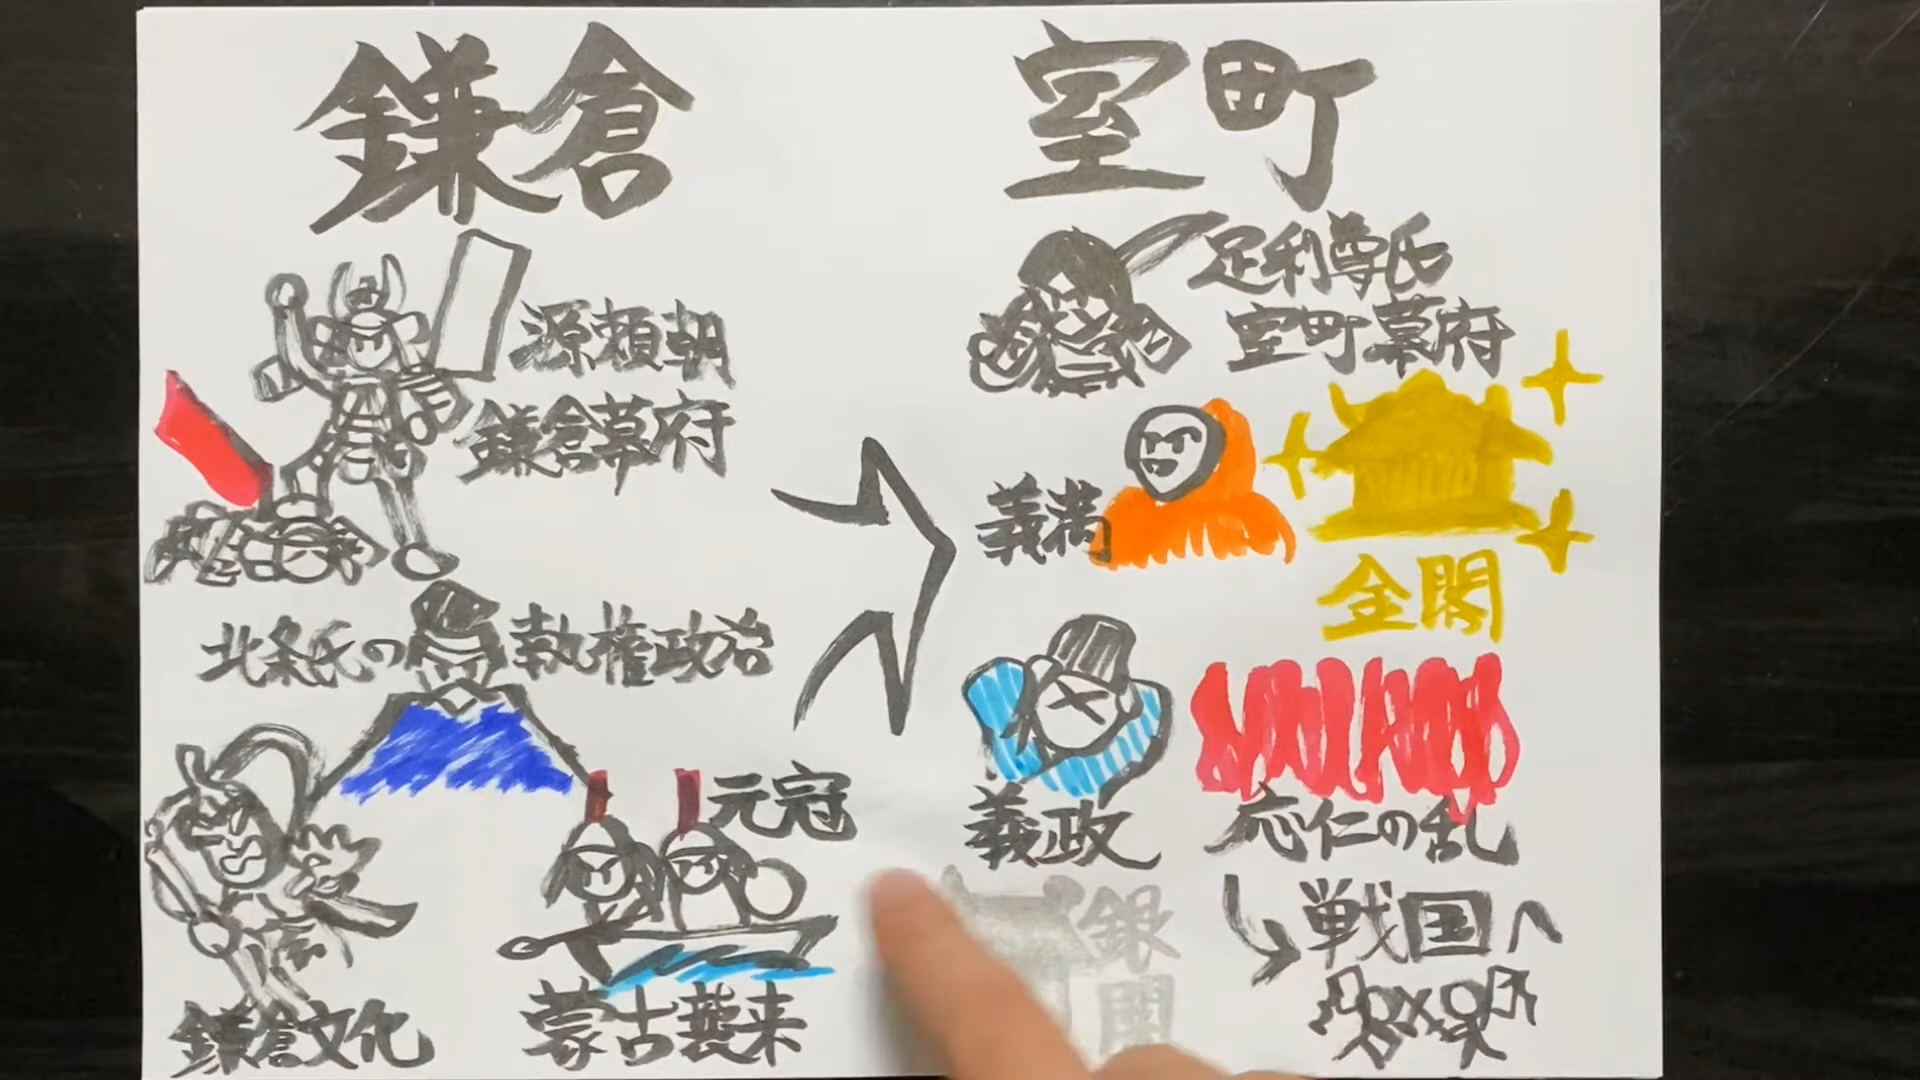 鎌倉
源頼朝
鎌倉幕府
北条氏の執権政治
元冠
鎌倉文化
蒙古襲来
室町
足利尊氏
室町幕府
義満
金閣
義政
応仁の乱
銀閣
戦国へ